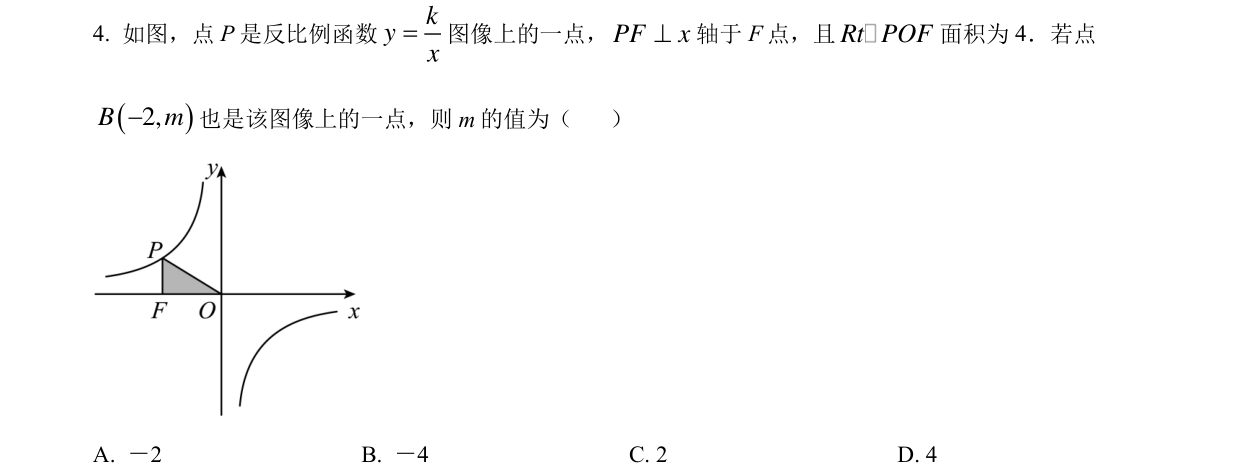 4. 如图，点 P 是反比例函数 y = k/x 图像上的一点， PF ⊥ x 轴于 F 点，且 Rt□POF 面积为 4．若点
B(−2,m) 也是该图像上的一点，则 m 的值为（　　）
y
P
F O x
A. －2 B. －4 C. 2 D. 4